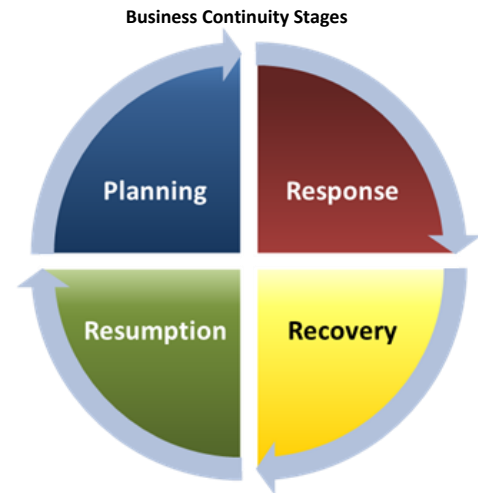 Business Continuity Stages
Planning
Response
Resumption
Recovery